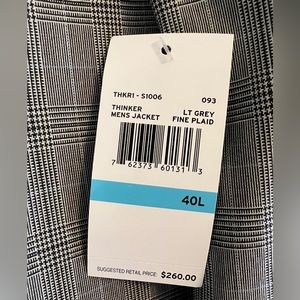 THKR1 - S1006 093
THINKER LT GREY
MENS JACKET FINE PLAID
7 62373 60131 3
40L
SUGGESTED RETAIL PRICE: $260.00